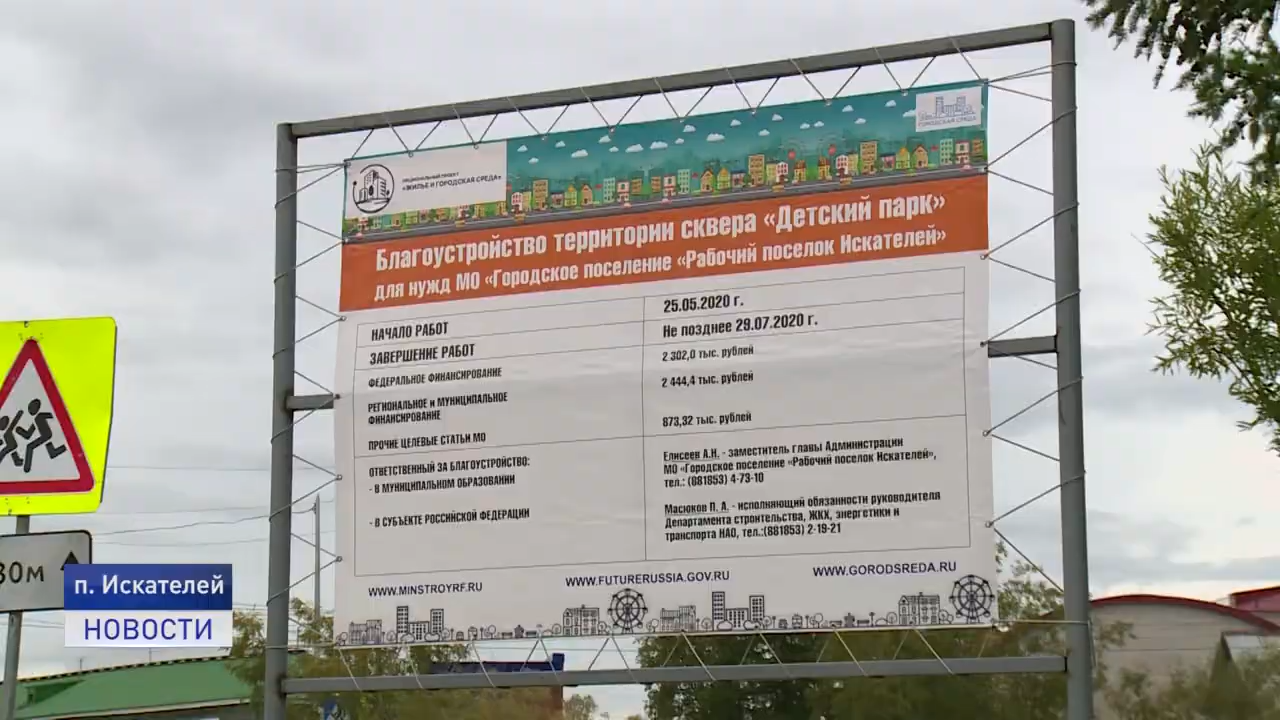 НАЦИОНАЛЬНЫЙ ПРОЕКТ
«ЖИЛЬЕ И ГОРОДСКАЯ СРЕДА»
ГОРОДСКАЯ СРЕДА
Благоустройство территории сквера «Детский парк»
для нужд МО «Городское поселение «Рабочий поселок Искателей»
НАЧАЛО РАБОТ 25.05.2020 г.
ЗАВЕРШЕНИЕ РАБОТ Не позднее 29.07.2020 г.
ФЕДЕРАЛЬНОЕ ФИНАНСИРОВАНИЕ 2 302,0 тыс. рублей
РЕГИОНАЛЬНОЕ и МУНИЦИПАЛЬНОЕ 2 444,4 тыс. рублей
ФИНАНСИРОВАНИЕ
ПРОЧИЕ ЦЕЛЕВЫЕ СТАТЬИ МО 873,32 тыс. рублей
ОТВЕТСТВЕННЫЙ ЗА БЛАГОУСТРОЙСТВО:
- В МУНИЦИПАЛЬНОМ ОБРАЗОВАНИИ
Елисеев А.Н. - заместитель главы Администрации
МО «Городское поселение «Рабочий поселок Искателей»,
тел.: (881853) 4-73-10
- В СУБЪЕКТЕ РОССИЙСКОЙ ФЕДЕРАЦИИ
Масюков П. А. - исполняющий обязанности руководителя
Департамента строительства, ЖКХ, энергетики и
транспорта НАО, тел.:(881853) 2-19-21
WWW.MINSTROYRF.RU
WWW.FUTURERUSSIA.GOV.RU
WWW.GORODSREDA.RU
30м
п. Искателей
НОВОСТИ